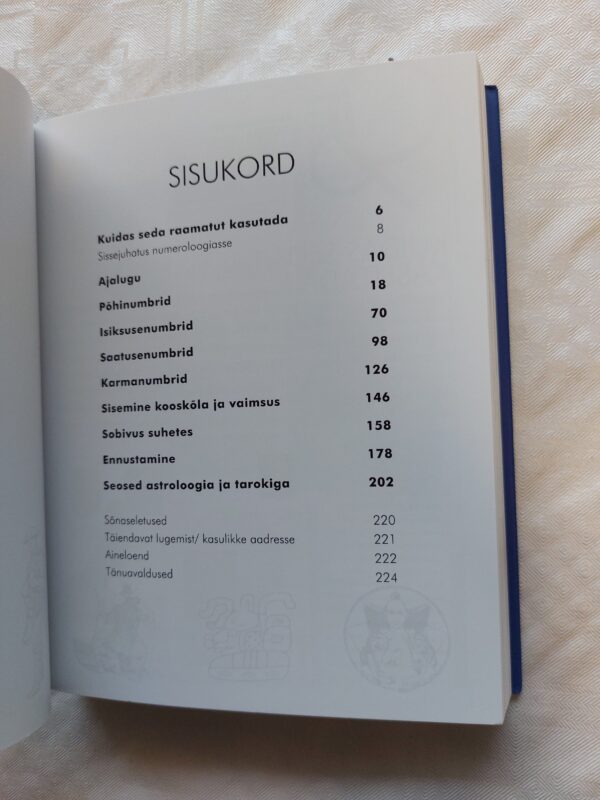 SISUKORD
Kuidas seda raamatut kasutada 6
Sissejuhatus numeroloogiasse 8
Ajalugu 10
Põhinumbrid 18
Isiksusenumbrid 70
Saatusenumbrid 98
Karmanumbrid 126
Sisemine kooskõla ja vaimsus 146
Sobivus suhetes 158
Ennustamine 178
Seosed astroloogia ja tarokiga 202
Sõnaseletused 220
Täiendavat lugemist/ kasulikke aadresse 221
Aineloend 222
Tänuavaldused 224